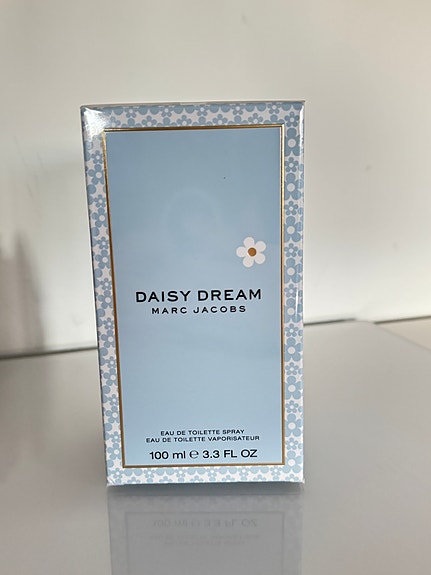 DAISY DREAM
MARC JACOBS
EAU DE TOILETTE SPRAY
EAU DE TOILETTE VAPORISATEUR
100 ml ℮ 3.3 FL OZ